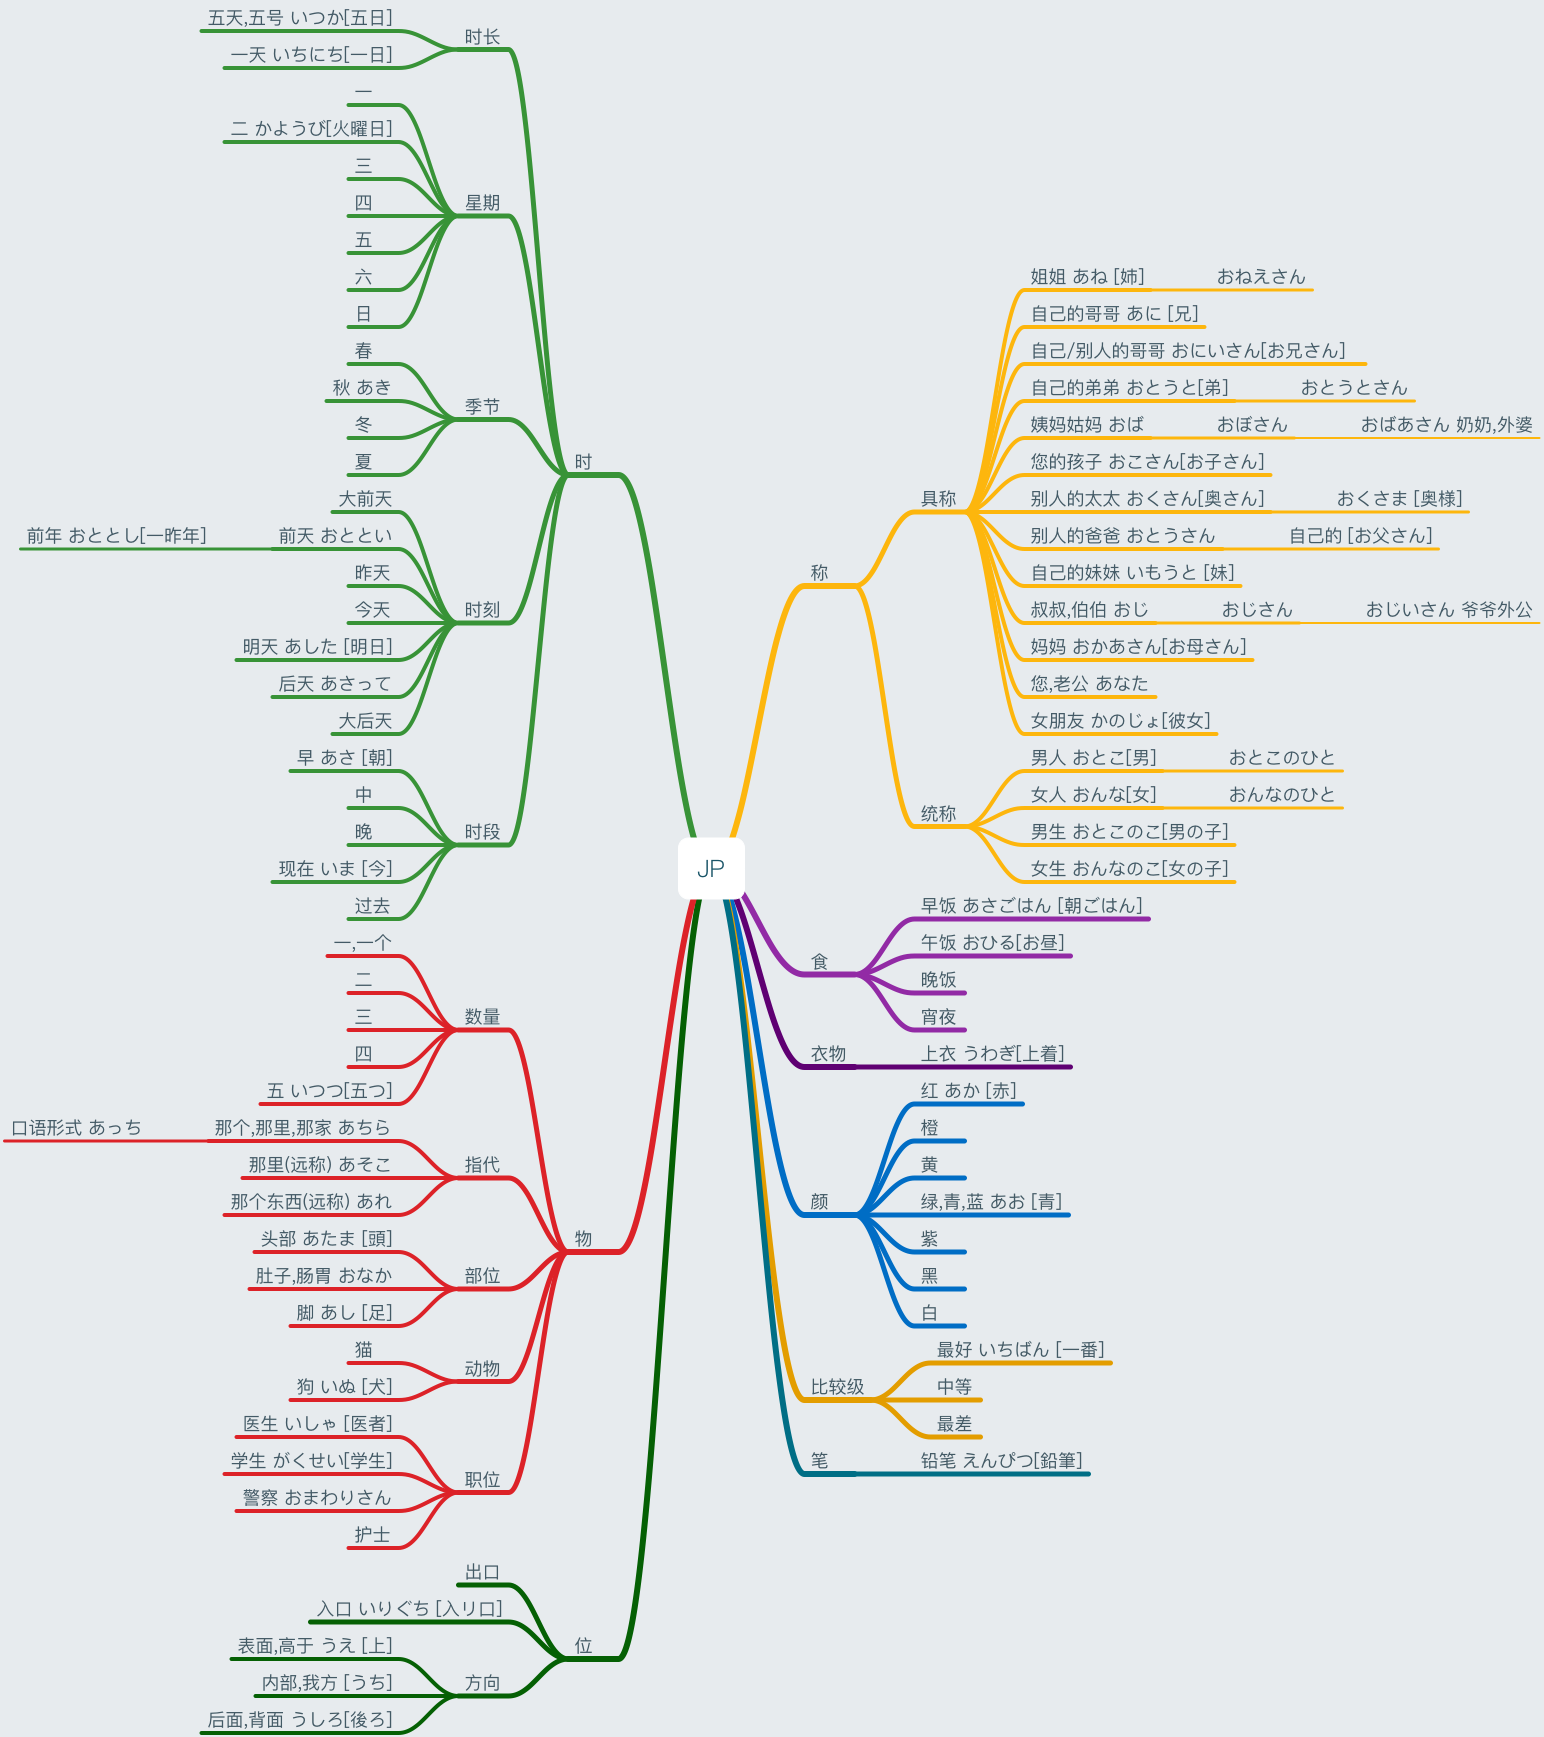 JP
时
时长
五天,五号 いつか[五日]
一天 いちにち[一日]
星期
一
二 かようび[火曜日]
三
四
五
六
日
季节
春
秋 あき
冬
夏
时刻
大前天
前天 おととい
前年 おととし[一昨年]
昨天
今天
明天 あした [明日]
后天 あさって
大后天
时段
早 あさ [朝]
中
晚
现在 いま [今]
过去
物
数量
一,一个
二
三
四
五 いつつ[五つ]
指代
那个,那里,那家 あちら
口语形式 あっち
那里(远称) あそこ
那个东西(远称) あれ
部位
头部 あたま [頭]
肚子,肠胃 おなか
脚 あし [足]
动物
猫
狗 いぬ [犬]
职位
医生 いしゃ [医者]
学生 がくせい[学生]
警察 おまわりさん
护士
位
出口
入口 いりぐち [入リ口]
方向
表面,高于 うえ [上]
内部,我方 [うち]
后面,背面 うしろ[後ろ]
称
具称
姐姐 あね [姉]
おねえさん
自己的哥哥 あに [兄]
自己/别人的哥哥 おにいさん[お兄さん]
自己的弟弟 おとうと[弟]
おとうとさん
姨妈姑妈 おば
おぼさん
おばあさん 奶奶,外婆
您的孩子 おこさん[お子さん]
别人的太太 おくさん[奥さん]
おくさま [奥様]
别人的爸爸 おとうさん
自己的 [お父さん]
自己的妹妹 いもうと [妹]
叔叔,伯伯 おじ
おじさん
おじいさん 爷爷外公
妈妈 おかあさん[お母さん]
您,老公 あなた
女朋友 かのじょ[彼女]
统称
男人 おとこ[男]
おとこのひと
女人 おんな[女]
おんなのひと
男生 おとこのこ[男の子]
女生 おんなのこ[女の子]
食
早饭 あさごはん [朝ごはん]
午饭 おひる[お昼]
晚饭
宵夜
衣物
上衣 うわぎ[上着]
颜
红 あか [赤]
橙
黄
绿,青,蓝 あお [青]
紫
黑
白
比较级
最好 いちばん [一番]
中等
最差
笔
铅笔 えんぴつ[鉛筆]